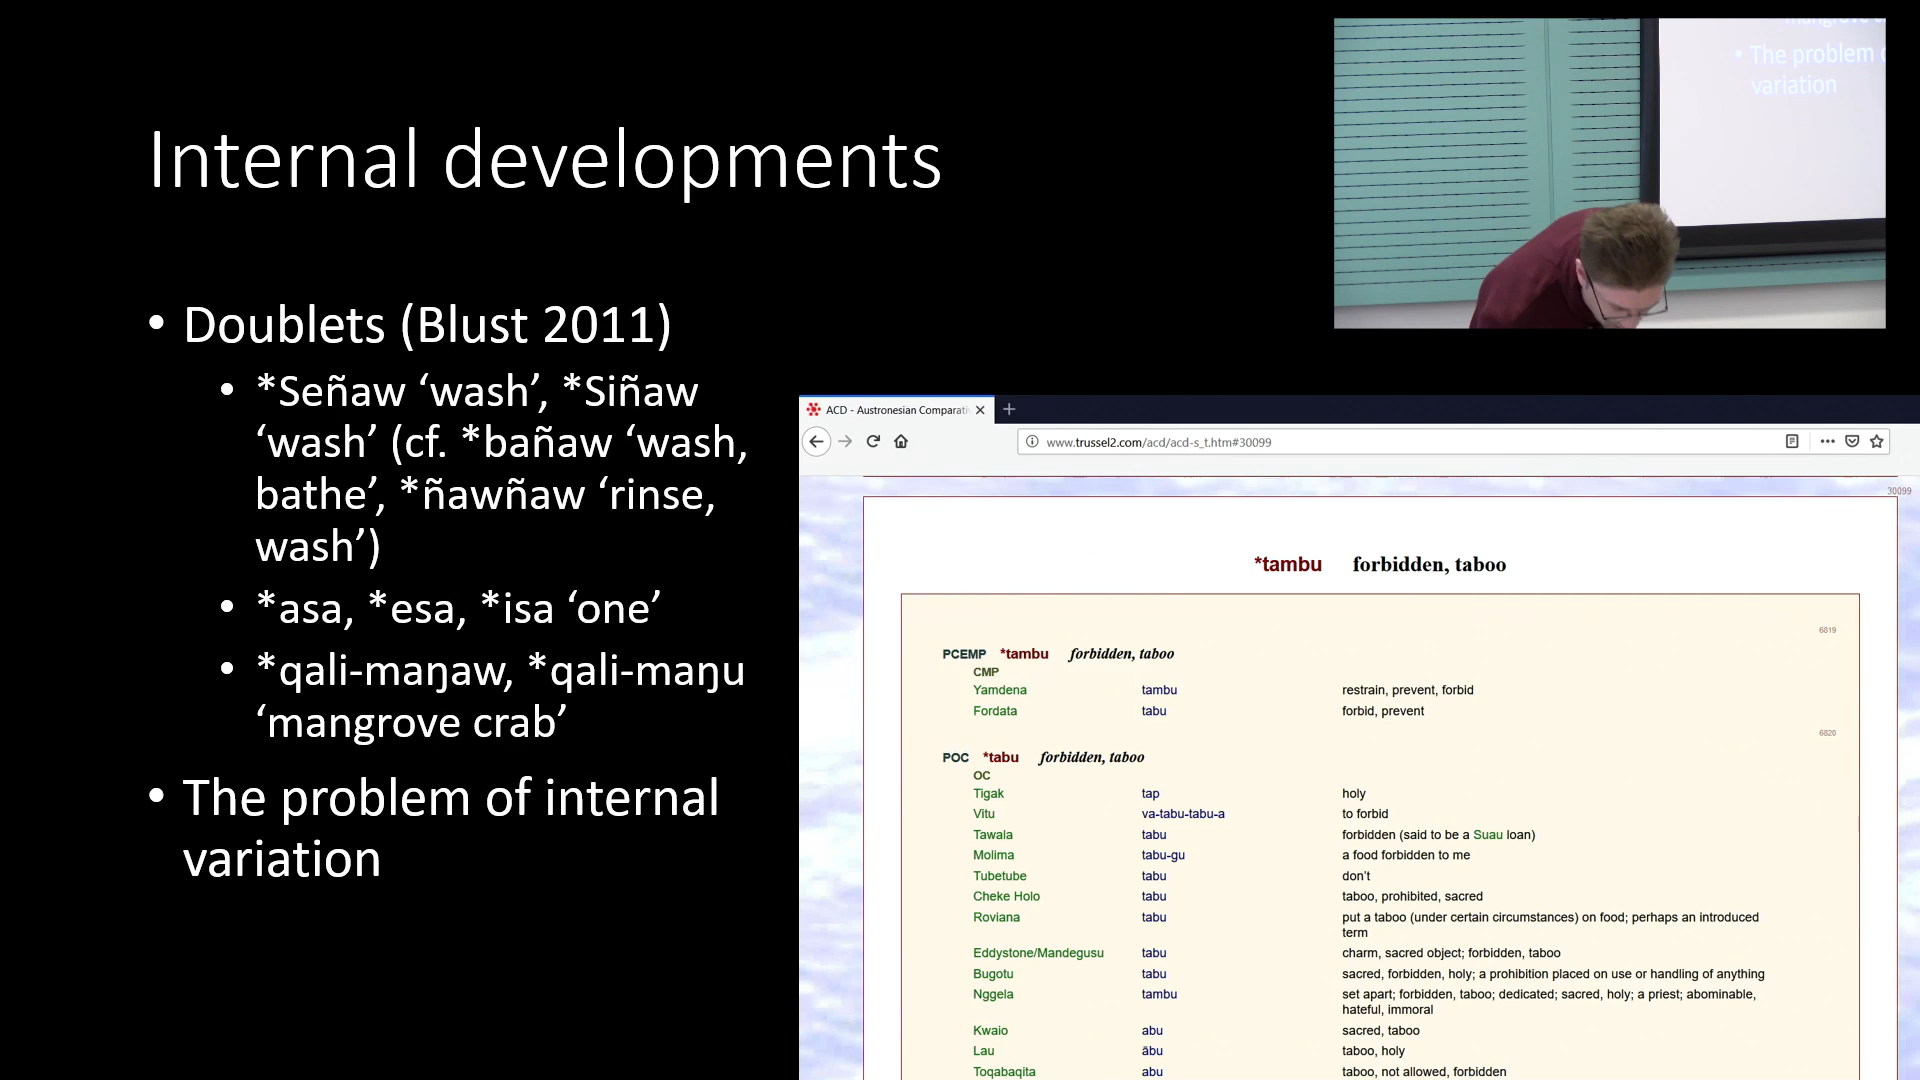 Internal developments
• Doublets (Blust 2011)
• *Señaw ‘wash’, *Siñaw
‘wash’ (cf. *bañaw ‘wash,
bathe’, *ñawñaw ‘rinse,
wash’)
• *asa, *esa, *isa ‘one’
• *qali-maŋaw, *qali-maŋu
‘mangrove crab’
• The problem of internal
variation
• The problem
variation
ACD - Austronesian Comparati
www.trussel2.com/acd/acd-s_t.htm#30099
30099
*tambu forbidden, taboo
6819
PCEMP *tambu forbidden, taboo
CMP
Yamdena tambu restrain, prevent, forbid
Fordata tabu forbid, prevent
6820
POC *tabu forbidden, taboo
OC
Tigak tap holy
Vitu va-tabu-tabu-a to forbid
Tawala tabu forbidden (said to be a Suau loan)
Molima tabu-gu a food forbidden to me
Tubetube tabu don't
Cheke Holo tabu taboo, prohibited, sacred
Roviana tabu put a taboo (under certain circumstances) on food; perhaps an introduced
term
Eddystone/Mandegusu tabu charm, sacred object; forbidden, taboo
Bugotu tabu sacred, forbidden, holy; a prohibition placed on use or handling of anything
Nggela tambu set apart; forbidden, taboo; dedicated; sacred, holy; a priest; abominable,
hateful, immoral
Kwaio abu sacred, taboo
Lau ābu taboo, holy
Toqabaqita abu taboo, not allowed, forbidden